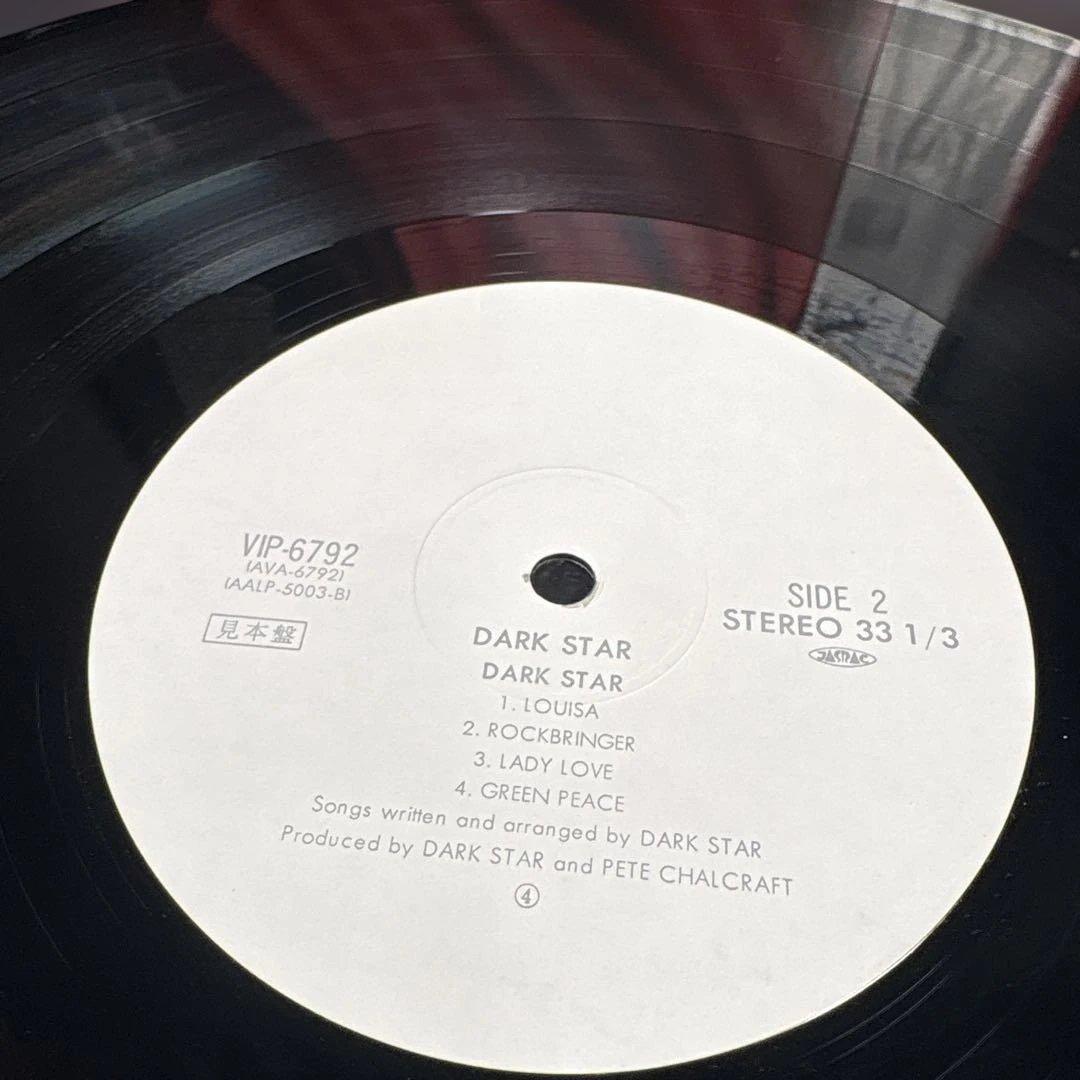 VIP-6792
(AVA-6792)
(AALP-5003-B)
見本盤
SIDE 2
STEREO 33 1/3
JASRAC
DARK STAR
DARK STAR
1. LOUISA
2. ROCKBRINGER
3. LADY LOVE
4. GREEN PEACE
Songs written and arranged by DARK STAR
Produced by DARK STAR and PETE CHALCRAFT
④